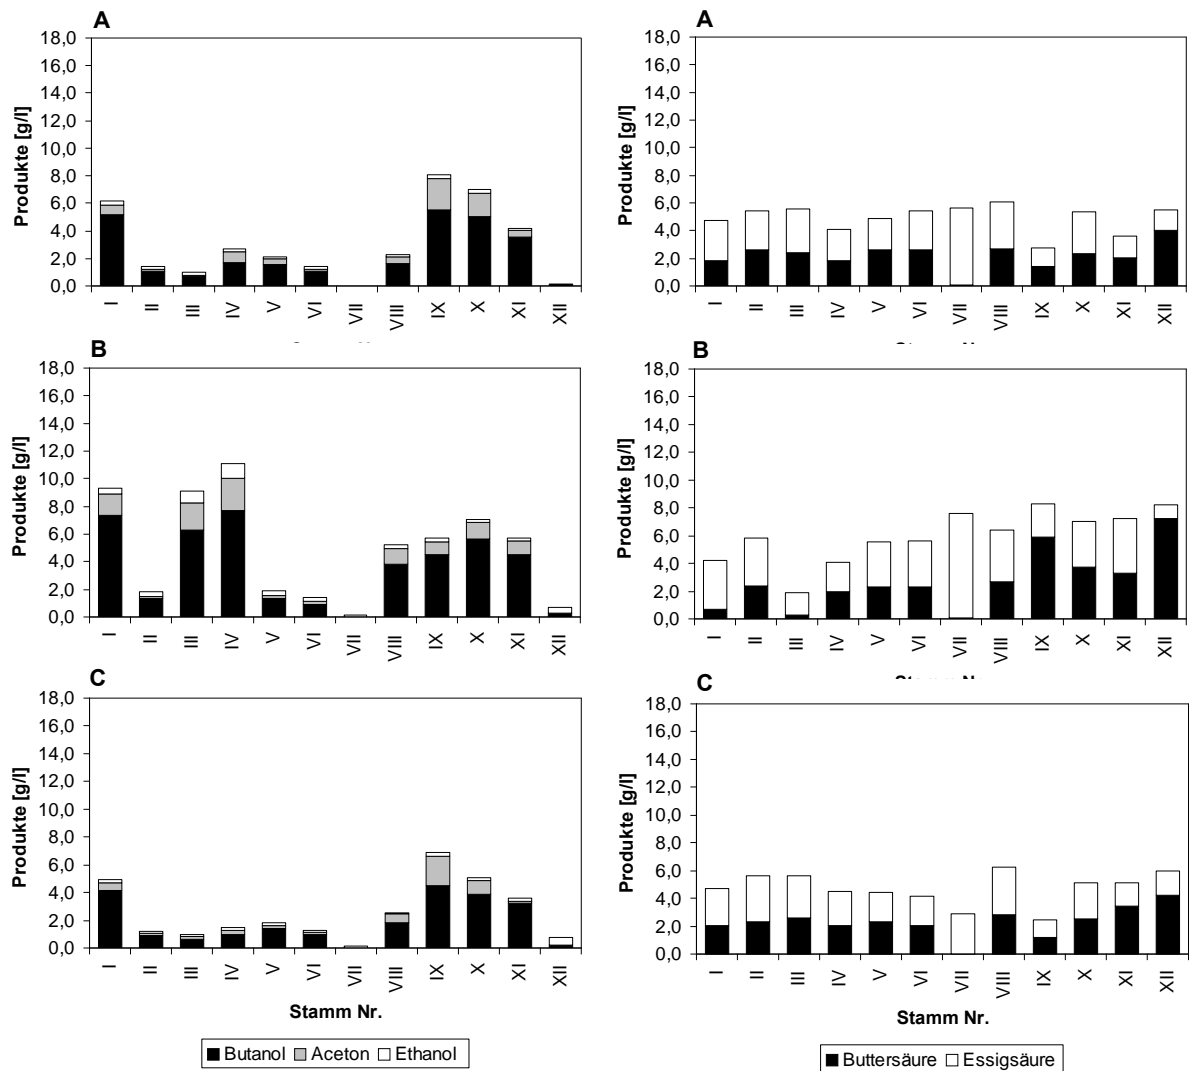 A
18,0
16,0
14,0
12,0
10,0
8,0
6,0
4,0
2,0
0,0
Produkte [g/l]
I II III IV V VI VII VIII IX X XI XII
A
18,0
16,0
14,0
12,0
10,0
8,0
6,0
4,0
2,0
0,0
Produkte [g/l]
I II III IV V VI VII VIII IX X XI XII
B
18,0
16,0
14,0
12,0
10,0
8,0
6,0
4,0
2,0
0,0
Produkte [g/l]
I II III IV V VI VII VIII IX X XI XII
B
18,0
16,0
14,0
12,0
10,0
8,0
6,0
4,0
2,0
0,0
Produkte [g/l]
I II III IV V VI VII VIII IX X XI XII
C
18,0
16,0
14,0
12,0
10,0
8,0
6,0
4,0
2,0
0,0
Produkte [g/l]
I II III IV V VI VII VIII IX X XI XII
Stamm Nr.
Butanol Aceton Ethanol
C
18,0
16,0
14,0
12,0
10,0
8,0
6,0
4,0
2,0
0,0
Produkte [g/l]
I II III IV V VI VII VIII IX X XI XII
Stamm Nr.
Buttersäure Essigsäure